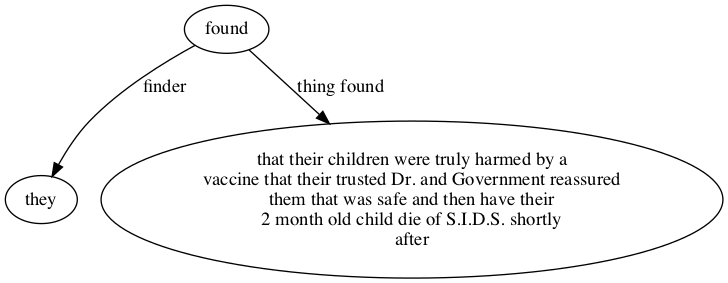 found
finder
thing found
they
that their children were truly harmed by a
vaccine that their trusted Dr. and Government reassured
them that was safe and then have their
2 month old child die of S.I.D.S. shortly
after